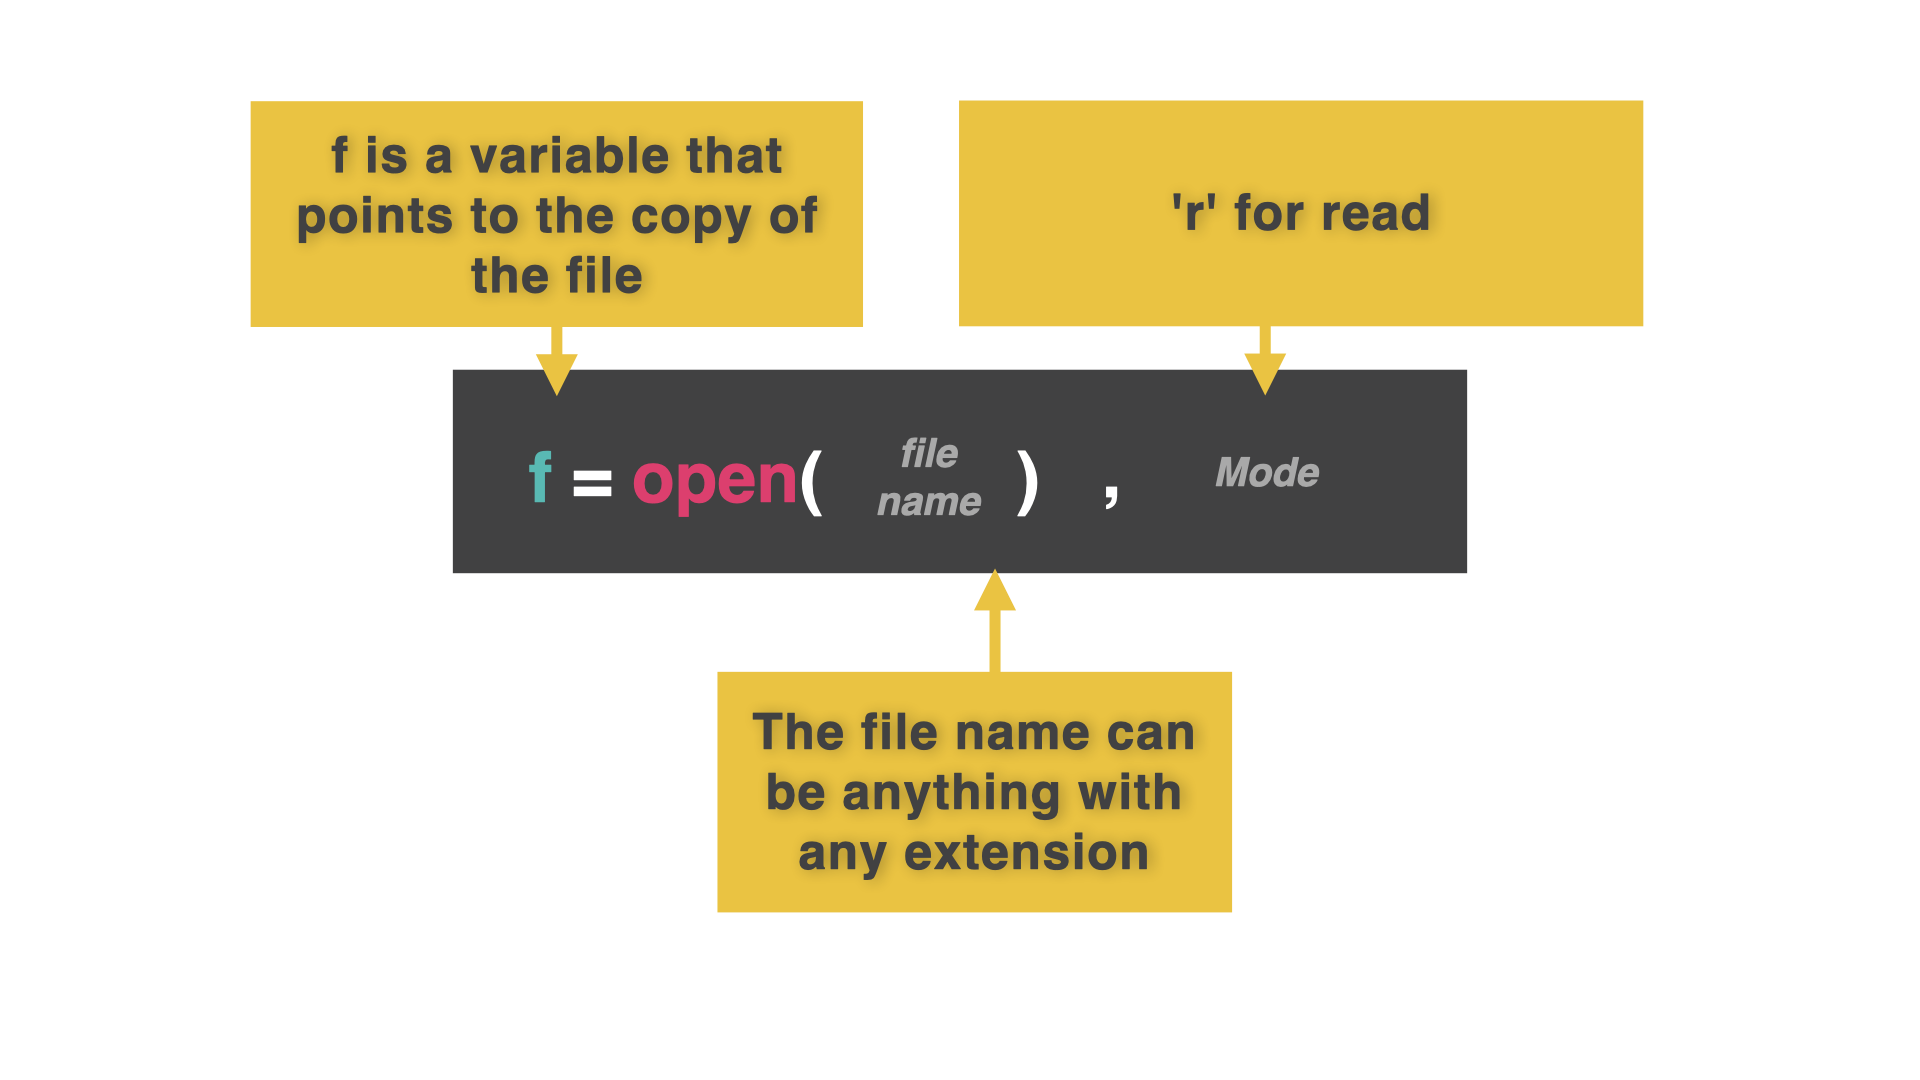 f is a variable that
points to the copy of
the file
'r' for read
f = open( file name ) , Mode
The file name can
be anything with
any extension